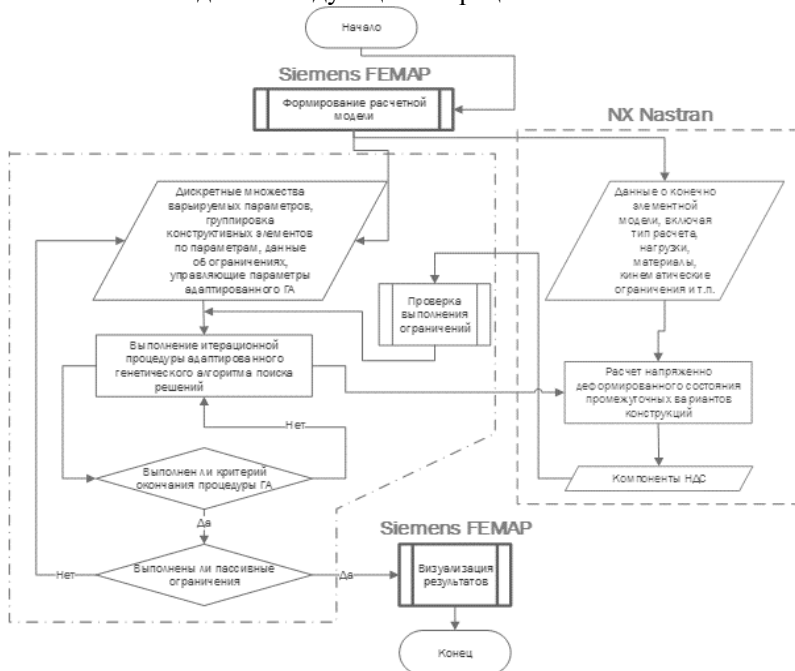 Начало
Siemens FEMAP
Формирование расчетной
модели
NX Nastran
Дискретные множества
варьируемых параметров,
группировка
конструктивных элементов
по параметрам, данные
об ограничениях,
управляющие параметры
адаптированного ГА
Данные о конечно
элементной
модели, включая
тип расчета,
нагрузки,
материалы,
кинематические
ограничения и т.п.
Проверка
выполнения
ограничений
Выполнение итерационной
процедуры адаптированного
генетического алгоритма поиска
решений
Расчет напряженно
деформированного состояния
промежуточных вариантов
конструкций
Нет
Выполнен ли критерий
окончания процедуры ГА
Компоненты НДС
Да
Siemens FEMAP
Нет
Выполнены ли пассивные
ограничения
Да
Визуализация
результатов
Конец